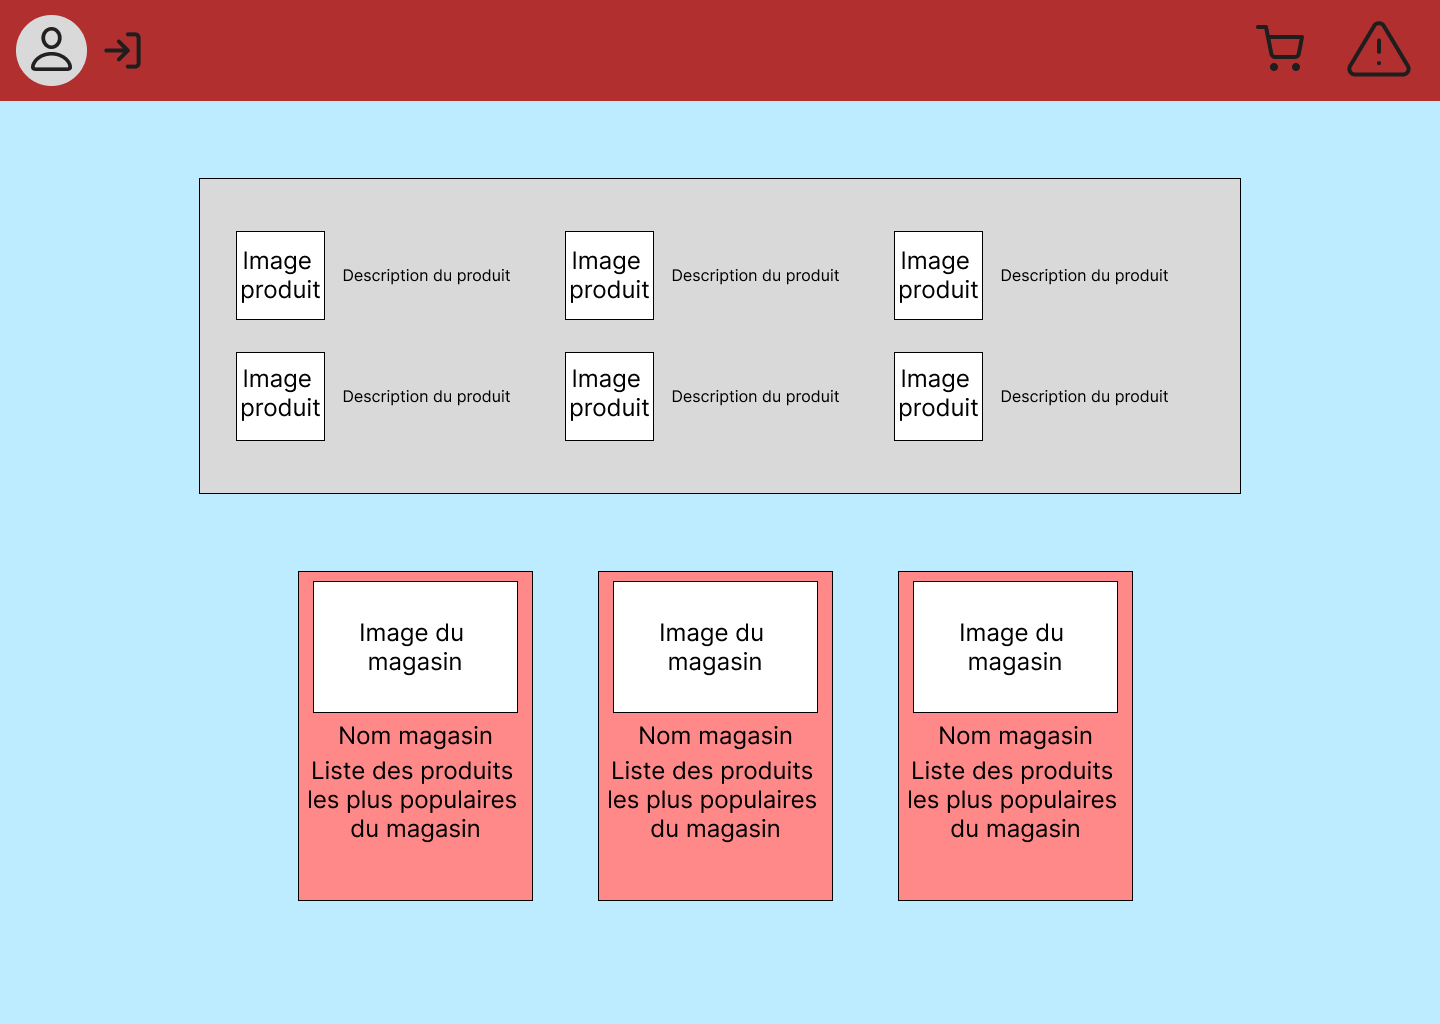 Image
produit
Description du produit
Image
produit
Description du produit
Image
produit
Description du produit
Image
produit
Description du produit
Image
produit
Description du produit
Image
produit
Description du produit
Image du
magasin
Nom magasin
Liste des produits
les plus populaires
du magasin
Image du
magasin
Nom magasin
Liste des produits
les plus populaires
du magasin
Image du
magasin
Nom magasin
Liste des produits
les plus populaires
du magasin